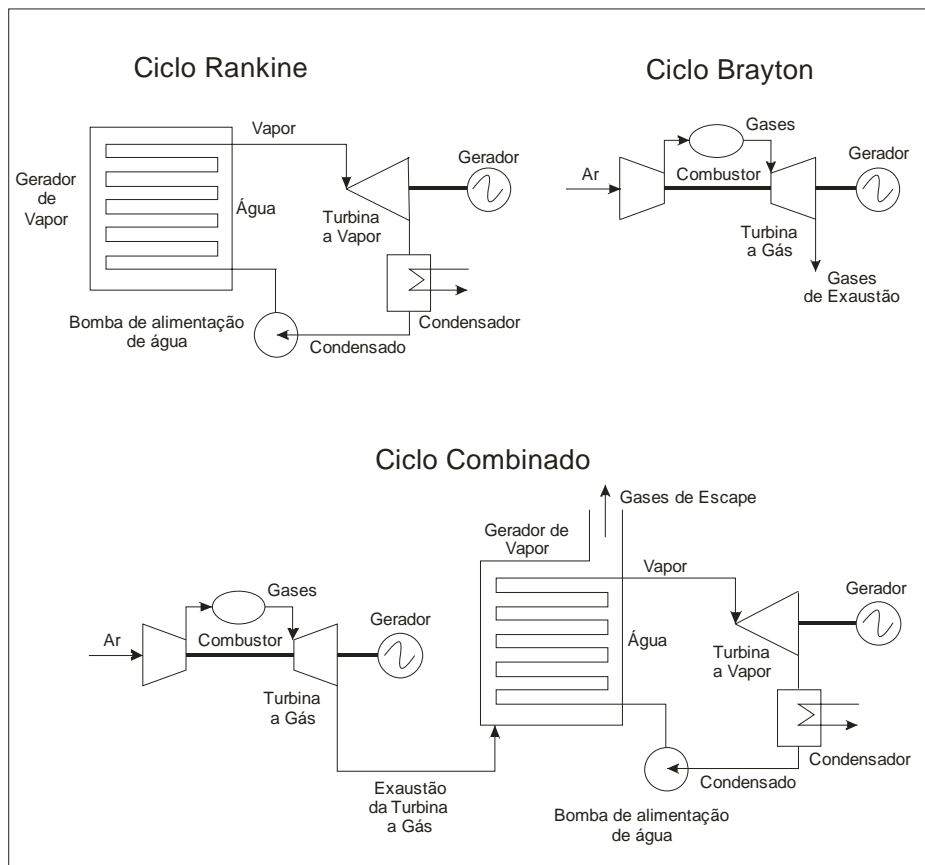 Ciclo Rankine
Vapor
Gerador
Gerador
de
Vapor
Água
Turbina
a Vapor
Bomba de alimentação
de água
Condensado
Condensador
Ciclo Brayton
Gases
Gerador
Ar
Combustor
Turbina
a Gás
Gases
de Exaustão
Ciclo Combinado
Gases de Escape
Gerador de
Vapor
Vapor
Gases
Gerador
Gerador
Ar
Combustor
Água
Turbina
a Gás
Turbina
a Vapor
Exaustão
da Turbina
a Gás
Condensado
Condensador
Bomba de alimentação
de água